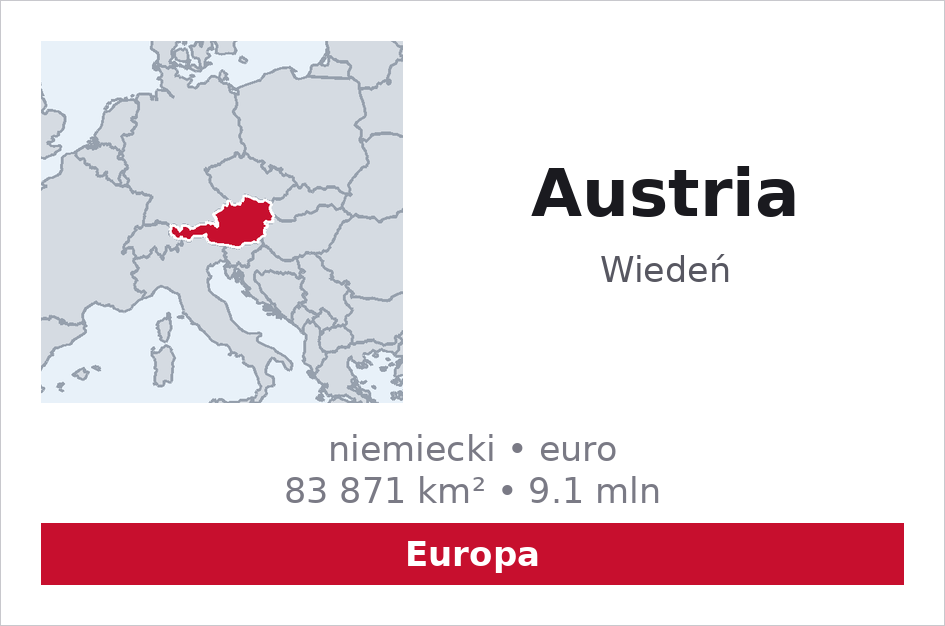 Austria
Wiedeń
niemiecki • euro
83 871 km² • 9.1 mln
Europa